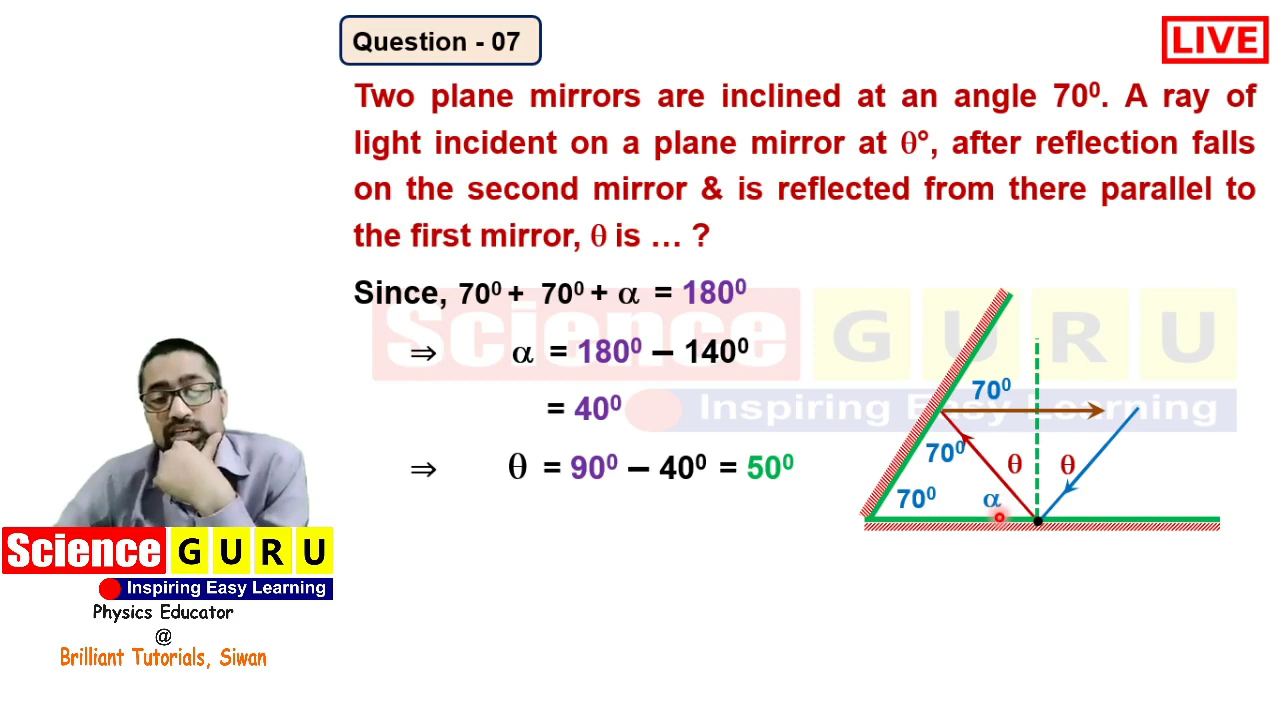 Question - 07
LIVE
Two plane mirrors are inclined at an angle 70⁰. A ray of
light incident on a plane mirror at θ°, after reflection falls
on the second mirror & is reflected from there parallel to
the first mirror, θ is … ?
Since, 70⁰ + 70⁰ + α = 180⁰
⇒ α = 180⁰ – 140⁰
= 40⁰
⇒ θ = 90⁰ – 40⁰ = 50⁰
70⁰
70⁰
θ
θ
70⁰
α
Science GURU
Inspiring Easy Learning
Science GURU
Inspiring Easy Learning
Physics Educator
@
Brilliant Tutorials, Siwan